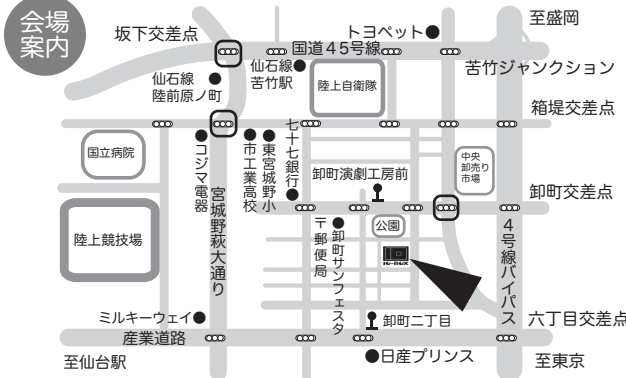 会場
案内
坂下交差点
トヨペット
至盛岡
国道45号線
仙石線
陸前原ノ町
仙石線
苦竹駅
陸上自衛隊
苦竹ジャンクション
箱堤交差点
国立病院
コジマ電器
市工業高校
東宮城野小
七十七銀行
卸町演劇工房前
中央
卸売り
市場
卸町交差点
陸上競技場
宮城野萩大通り
〒郵便局
卸町サンフェスタ
公園
4号線バイパス
ミルキーウェイ
産業道路
卸町二丁目
六丁目交差点
至仙台駅
日産プリンス
至東京